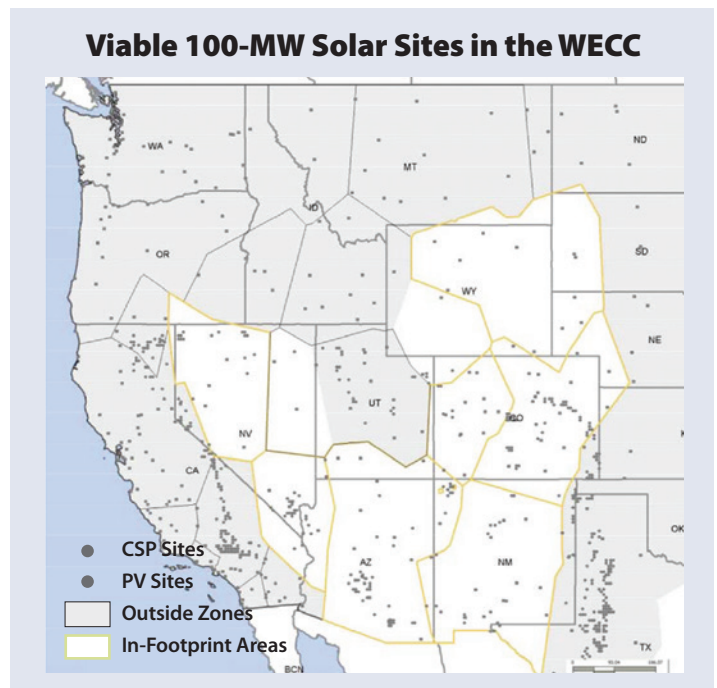 Viable 100-MW Solar Sites in the WECC
WA
MT
ND
ID
OR
SD
WY
NE
UT
NV
CO
K
CA
OK
AZ
NM
TX
BCN
CSP Sites
PV Sites
Outside Zones
In-Footprint Areas
0